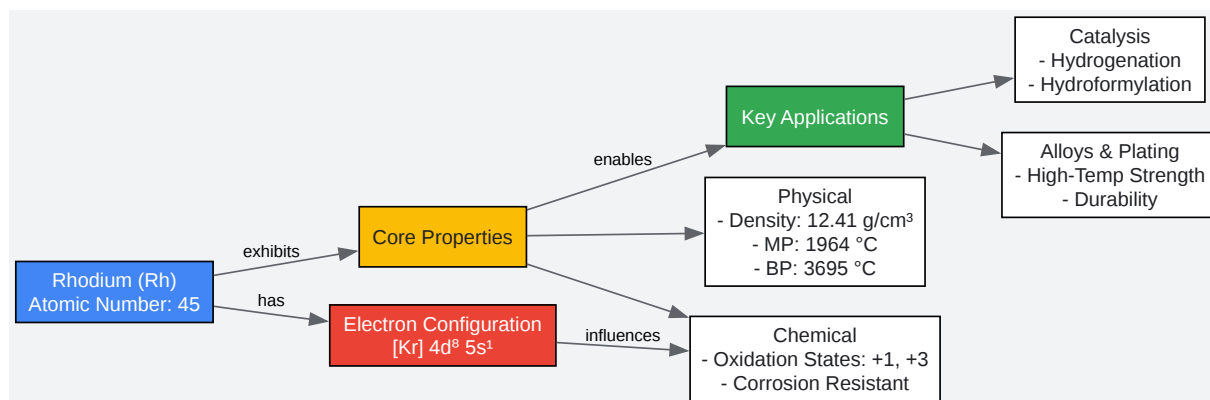 Rhodium (Rh)
Atomic Number: 45
exhibits
has
Core Properties
Electron Configuration
[Kr] 4d⁸ 5s¹
enables
influences
Key Applications
Physical
- Density: 12.41 g/cm³
- MP: 1964 °C
- BP: 3695 °C
Chemical
- Oxidation States: +1, +3
- Corrosion Resistant
Catalysis
- Hydrogenation
- Hydroformylation
Alloys & Plating
- High-Temp Strength
- Durability